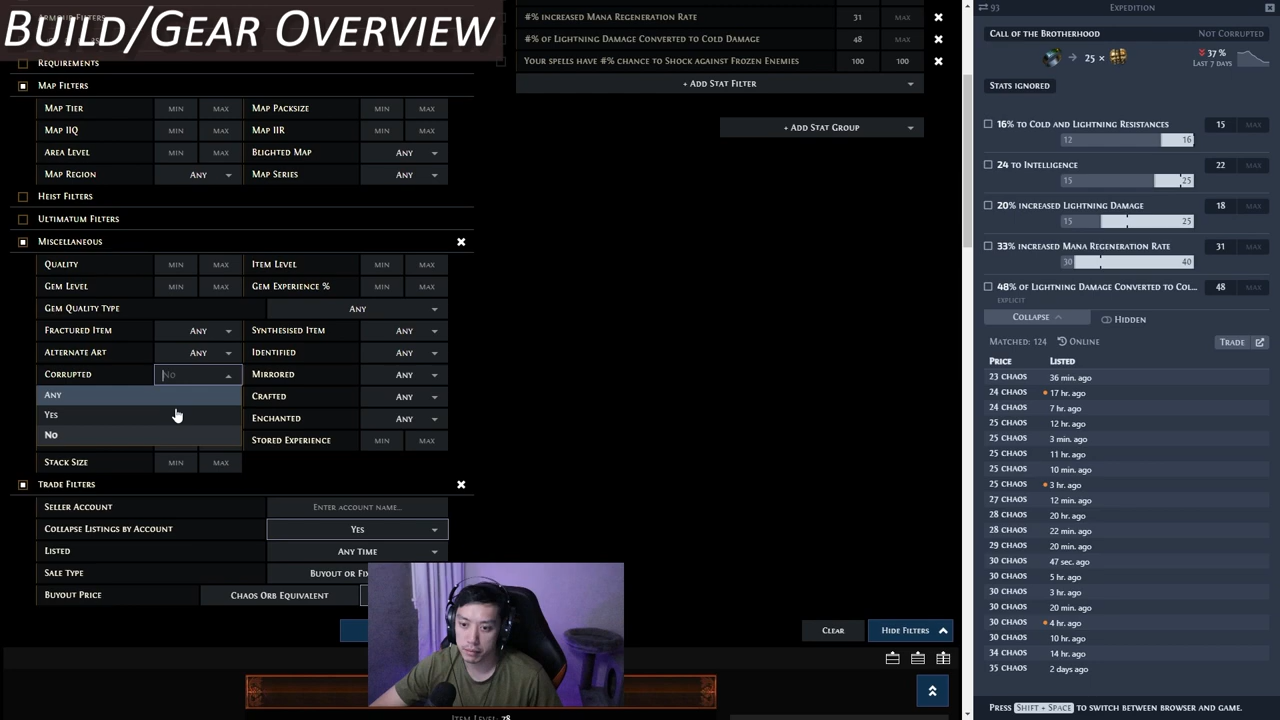 Build/Gear Overview
Requirements
Map Filters
Map Tier MIN MAX Map Packsize MIN MAX
Map IIQ MIN MAX Map IIR MIN MAX
Area Level MIN MAX Blighted Map Any
Map Region Any Map Series Any
Heist Filters
Ultimatum Filters
Miscellaneous
Quality MIN MAX Item Level MIN MAX
Gem Level MIN MAX Gem Experience % MIN MAX
Gem Quality Type Any
Fractured Item Any Synthesised Item Any
Alternate Art Any Identified Any
Corrupted No Mirrored Any
Any
Crafted Any
Yes
Enchanted Any
No
Stored Experience MIN MAX
Stack Size MIN MAX
Trade Filters
Seller Account Enter account name...
Collapse Listings by Account Yes
Listed Any Time
Sale Type Buyout or Fix
Buyout Price Chaos Orb Equivalent
#% increased Mana Regeneration Rate 31 MAX
#% of Lightning Damage Converted to Cold Damage 48 MAX
Your spells have #% chance to Shock against Frozen Enemies 100 100
+ Add Stat Filter
+ Add Stat Group
Clear Hide Filters
Item Level: 78
93 Expedition
Call of the Brotherhood Not Corrupted
25 × 37 %
Last 7 days
Stats ignored
16% to Cold and Lightning Resistances 15 MAX
12 16
24 to Intelligence 22 MAX
15 25
20% increased Lightning Damage 18 MAX
15 25
33% increased Mana Regeneration Rate 31 MAX
30 40
48% of Lightning Damage Converted to Col... 48 MAX
Explicit
Collapse Hidden
Matched: 124 Online Trade
Price Listed
23 chaos 36 min. ago
24 chaos 17 hr. ago
24 chaos 7 hr. ago
25 chaos 12 hr. ago
25 chaos 3 min. ago
25 chaos 11 hr. ago
25 chaos 10 min. ago
25 chaos 3 hr. ago
27 chaos 12 min. ago
28 chaos 20 hr. ago
28 chaos 22 min. ago
29 chaos 20 min. ago
30 chaos 47 sec. ago
30 chaos 5 hr. ago
30 chaos 3 hr. ago
30 chaos 20 min. ago
30 chaos 4 hr. ago
30 chaos 10 hr. ago
34 chaos 14 hr. ago
35 chaos 2 days ago
Press Shift + Space to switch between browser and game.